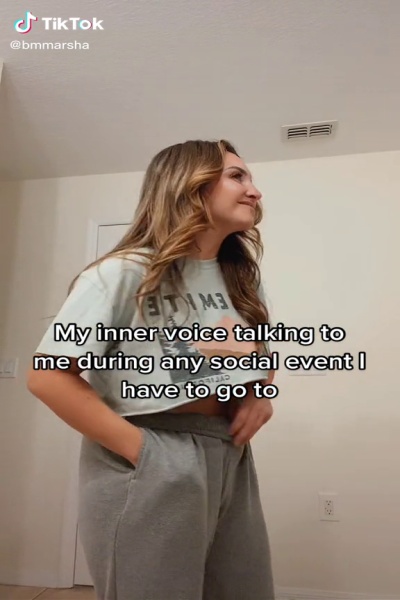 TikTok
@bmmarsha
My inner voice talking to
me during any social event I
have to go to